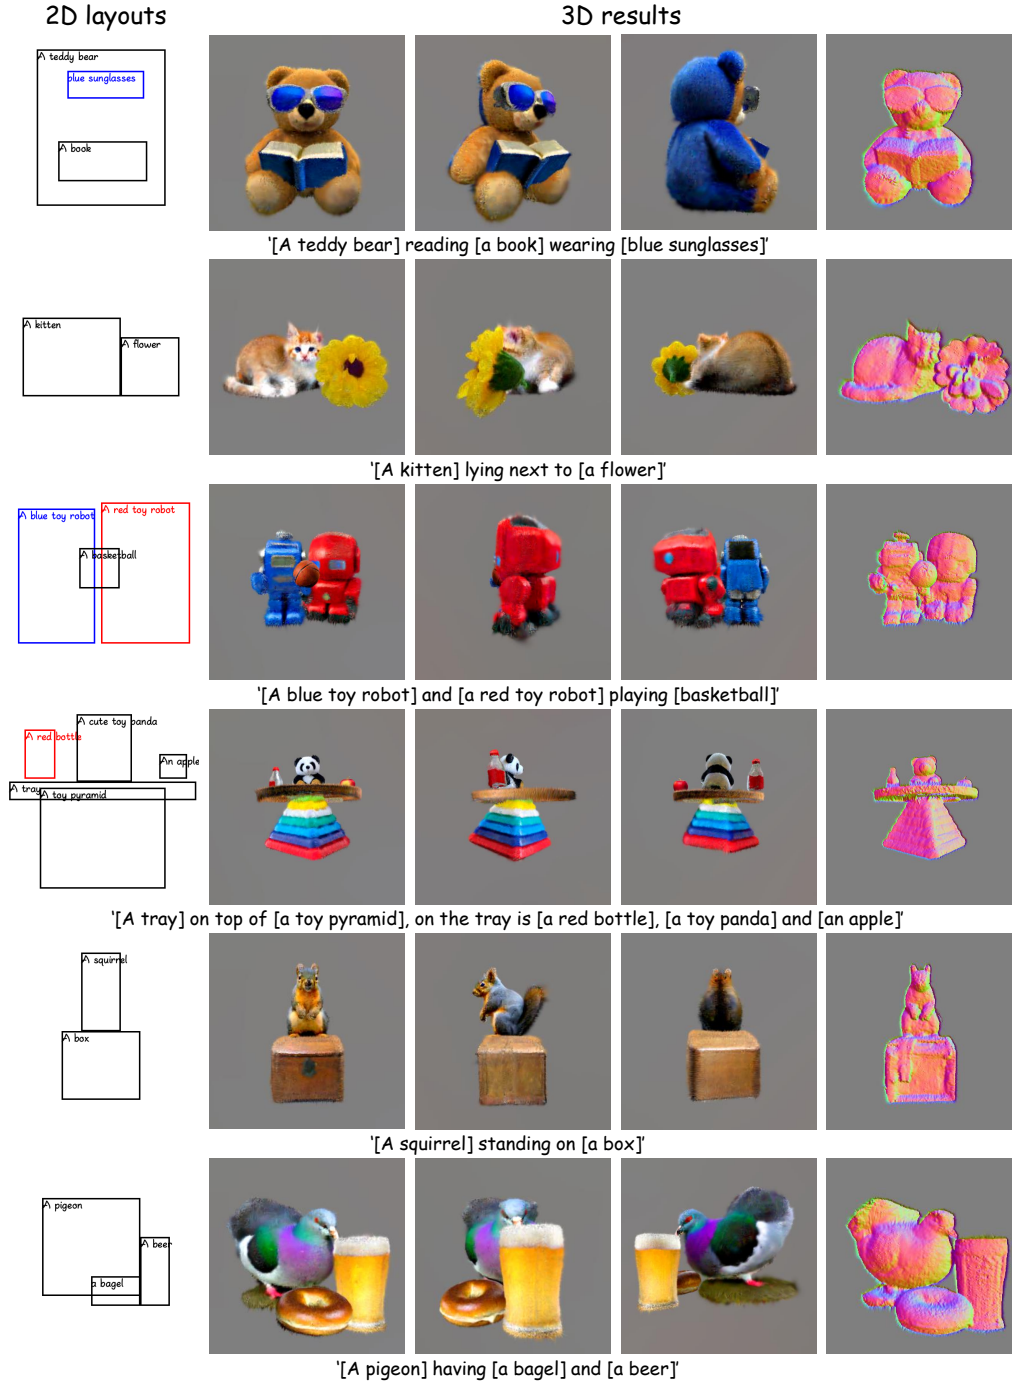 2D layouts
3D results
A teddy bear
blue sunglasses
A book
'[A teddy bear] reading [a book] wearing [blue sunglasses]'
A kitten
A flower
'[A kitten] lying next to [a flower]'
A blue toy robot
A red toy robot
A basketball
'[A blue toy robot] and [a red toy robot] playing [basketball]'
A cute toy panda
A red bottle
An apple
A tray
A toy pyramid
'[A tray] on top of [a toy pyramid], on the tray is [a red bottle], [a toy panda] and [an apple]'
A squirrel
A box
'[A squirrel] standing on [a box]'
A pigeon
A beer
a bagel
'[A pigeon] having [a bagel] and [a beer]'